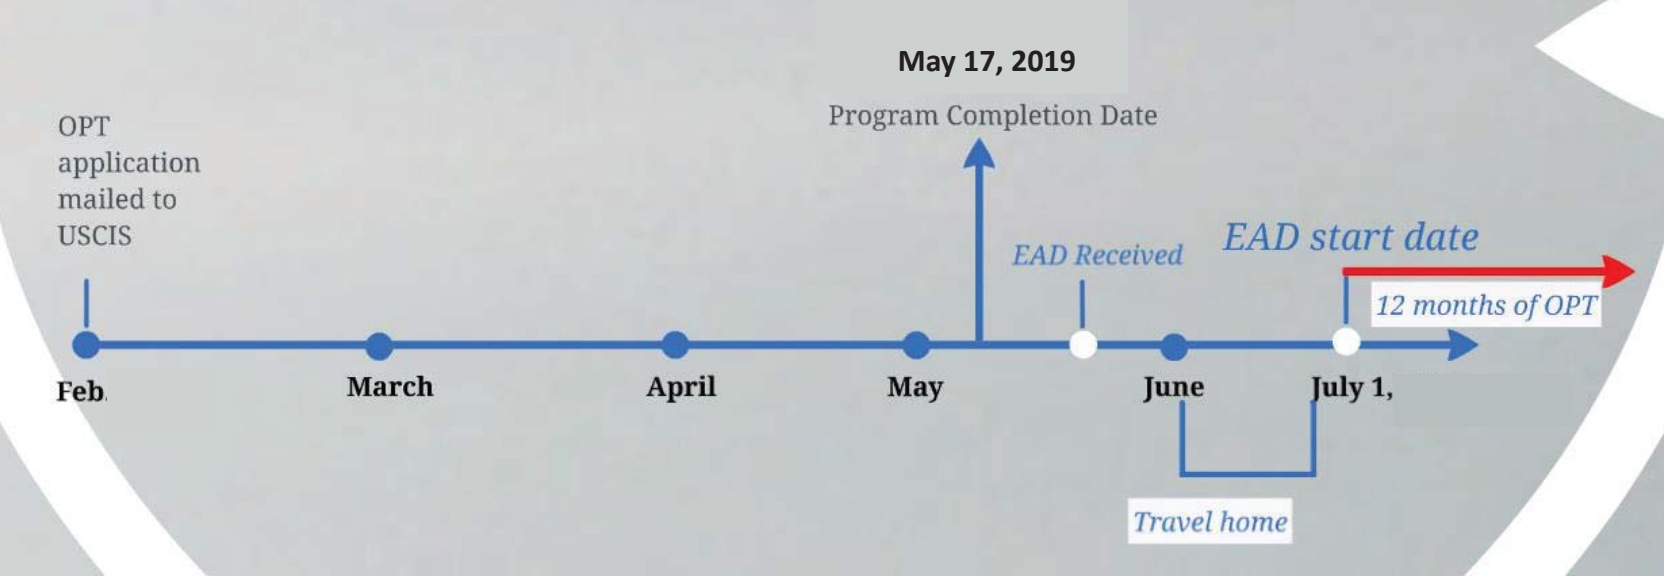 May 17, 2019
Program Completion Date
OPT
application
mailed to
USCIS
EAD Received
EAD start date
12 months of OPT
Feb.
March
April
May
June
July 1,
Travel home